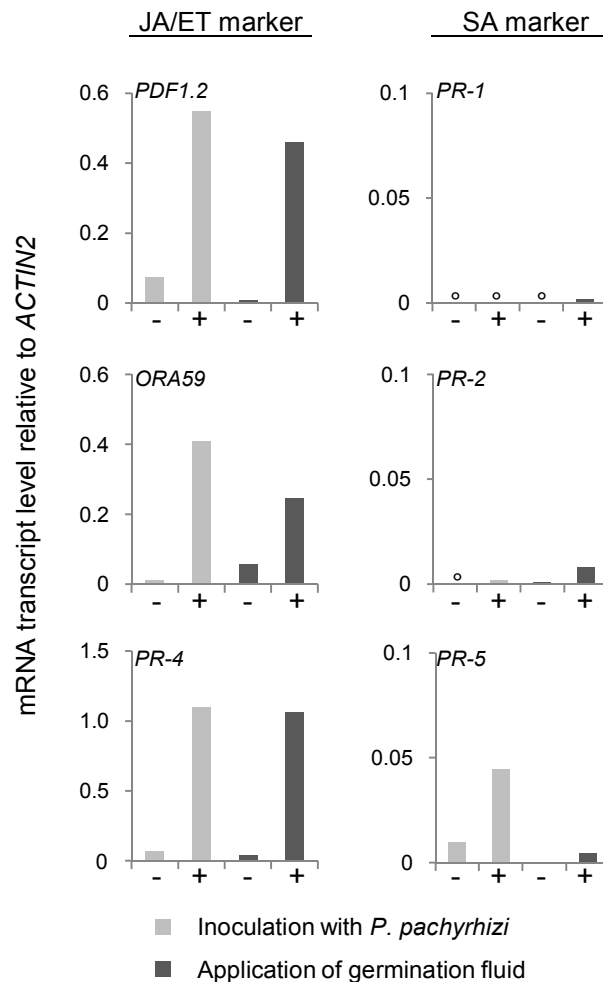 JA/ET marker
SA marker
mRNA transcript level relative to ACTIN2
PDF1.2
0.6
0.4
0.2
0
- + - +
PR-1
0.1
0.05
0
- + - +
ORA59
0.6
0.4
0.2
0
- + - +
PR-2
0.1
0.05
0
- + - +
PR-4
1.5
1.0
0.5
0
- + - +
PR-5
0.1
0.05
0
- + - +
Inoculation with P. pachyrhizi
Application of germination fluid